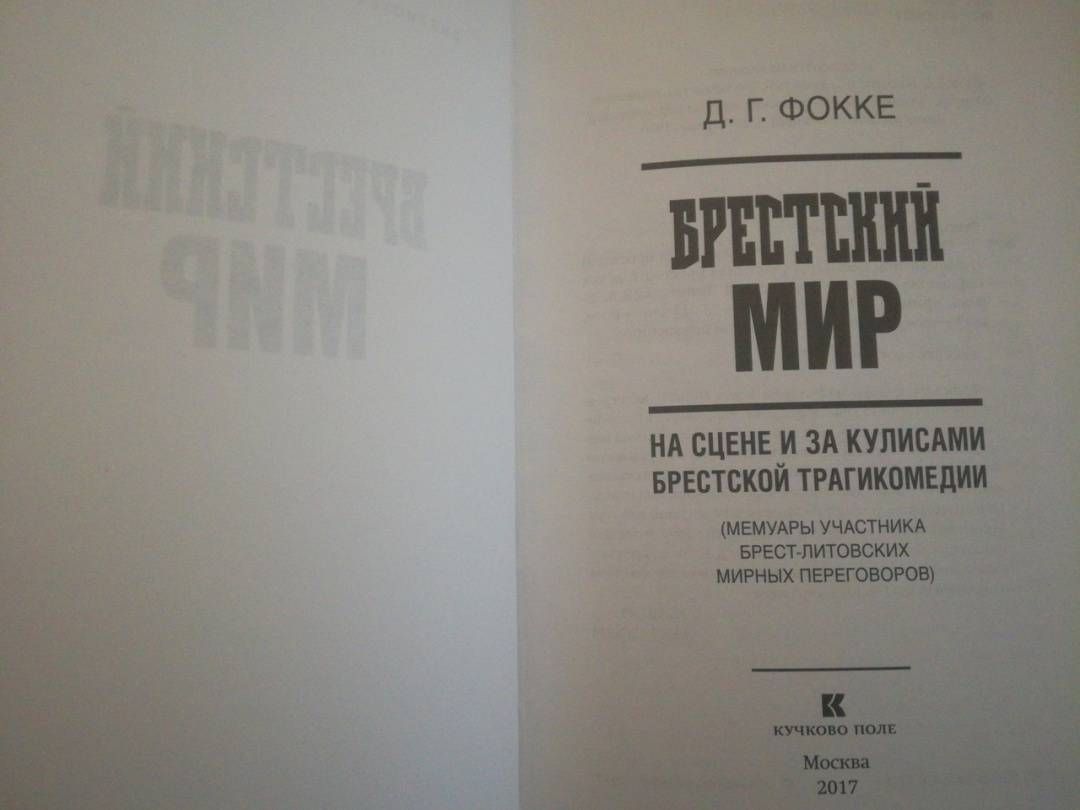 Д. Г. ФОККЕ
БРЕСТСКИЙ
МИР
НА СЦЕНЕ И ЗА КУЛИСАМИ
БРЕСТСКОЙ ТРАГИКОМЕДИИ
(МЕМУАРЫ УЧАСТНИКА
БРЕСТ-ЛИТОВСКИХ
МИРНЫХ ПЕРЕГОВОРОВ)
КУЧКОВО ПОЛЕ
Москва
2017